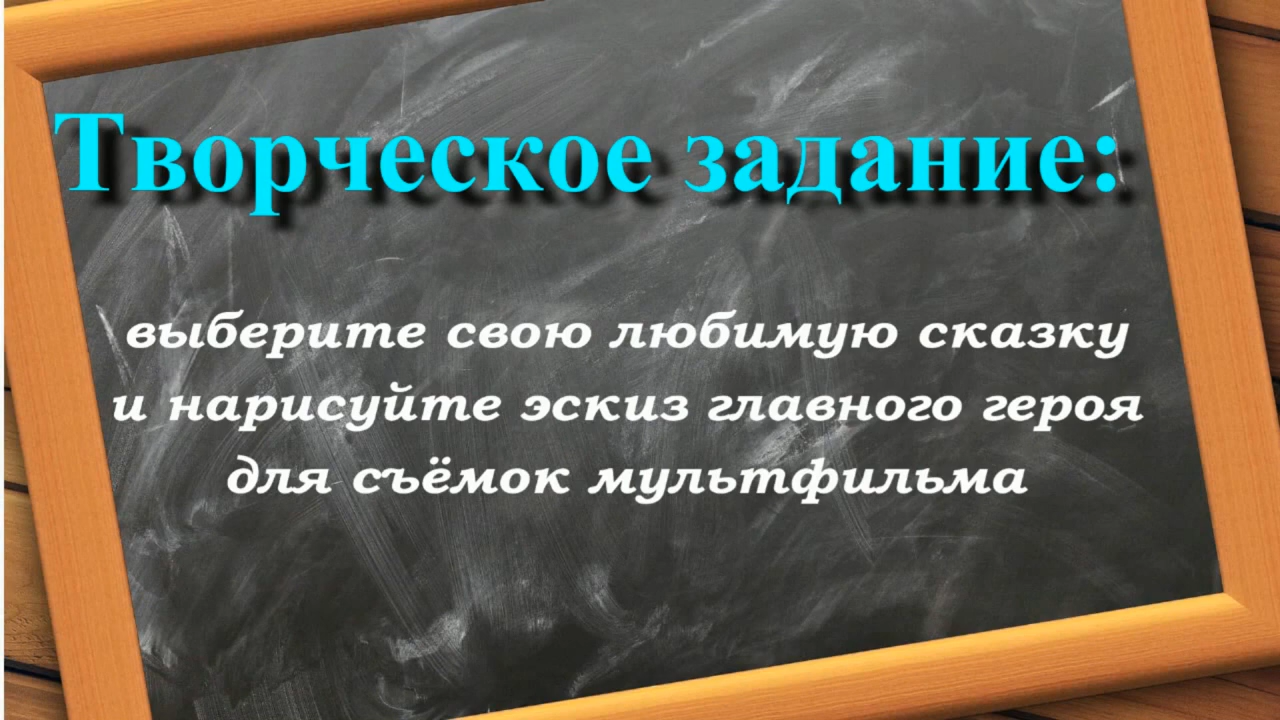 Творческое задание:
выберите свою любимую сказку
и нарисуйте эскиз главного героя
для съёмок мультфильма